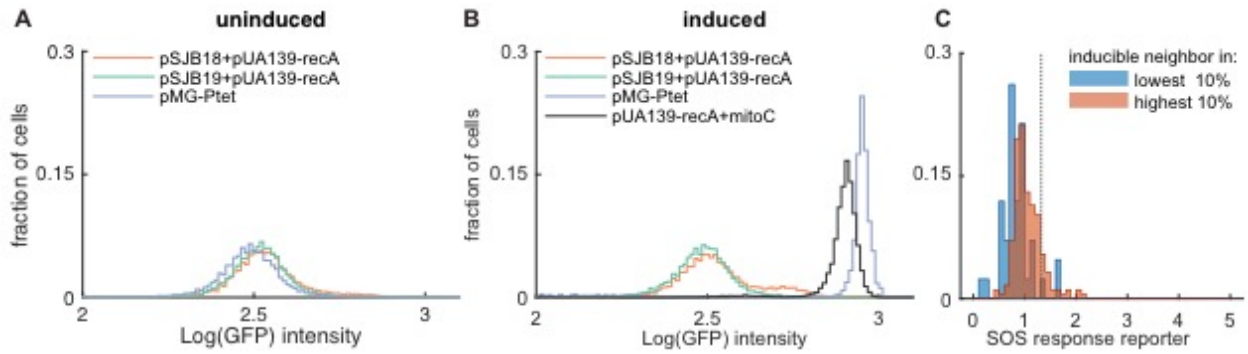 A
uninduced
0.3
0.15
0
fraction of cells
pSJB18+pUA139-recA
pSJB19+pUA139-recA
pMG-Ptet
2
2.5
3
Log(GFP) intensity
B
induced
0.3
0.15
0
fraction of cells
pSJB18+pUA139-recA
pSJB19+pUA139-recA
pMG-Ptet
pUA139-recA+mitoC
2
2.5
3
Log(GFP) intensity
C
0.3
0.15
0
inducible neighbor in:
lowest 10%
highest 10%
0 1 2 3 4 5
SOS response reporter